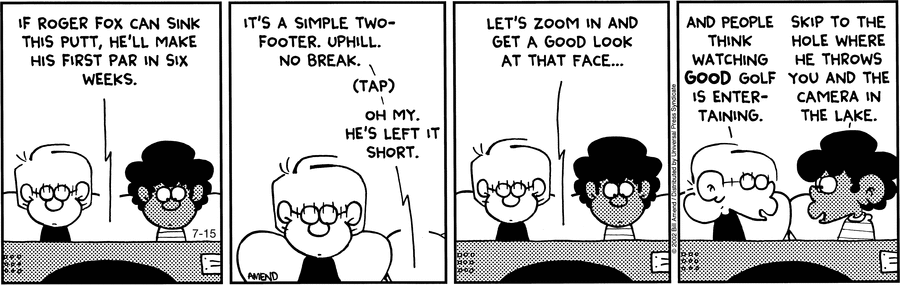 IF ROGER FOX CAN SINK
THIS PUTT, HE'LL MAKE
HIS FIRST PAR IN SIX
WEEKS.
7-15
IT'S A SIMPLE TWO-
FOOTER. UPHILL.
NO BREAK.
(TAP)
OH MY.
HE'S LEFT IT
SHORT.
AMEND
LET'S ZOOM IN AND
GET A GOOD LOOK
AT THAT FACE...
AND PEOPLE
THINK
WATCHING
GOOD GOLF
IS ENTER-
TAINING.
SKIP TO THE
HOLE WHERE
HE THROWS
YOU AND THE
CAMERA IN
THE LAKE.